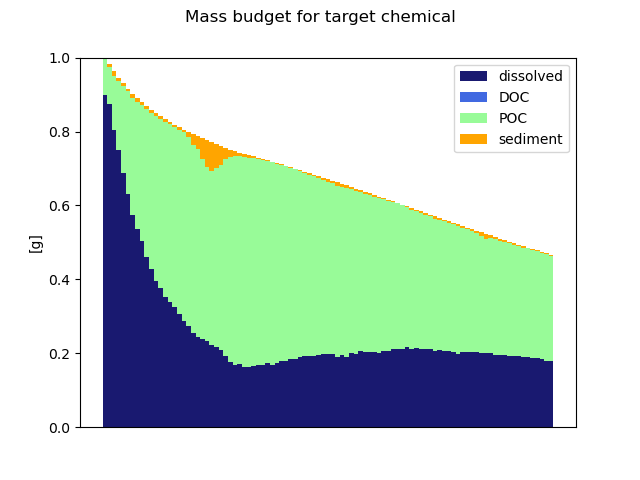 Mass budget for target chemical
1.0
0.8
0.6
0.4
0.2
0.0
[g]
dissolved
DOC
POC
sediment